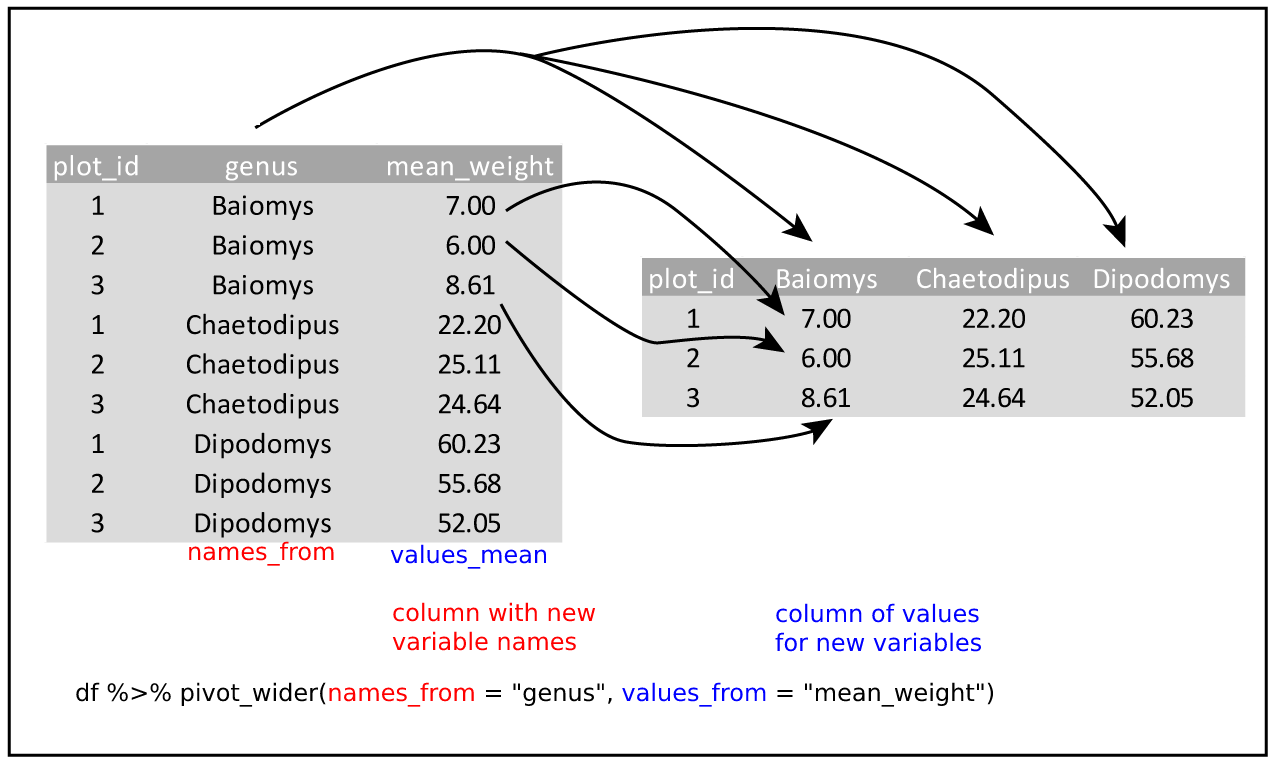 plot_id genus mean_weight
1 Baiomys 7.00
2 Baiomys 6.00
3 Baiomys 8.61
1 Chaetodipus 22.20
2 Chaetodipus 25.11
3 Chaetodipus 24.64
1 Dipodomys 60.23
2 Dipodomys 55.68
3 Dipodomys 52.05
names_from values_mean
plot_id Baiomys Chaetodipus Dipodomys
1 7.00 22.20 60.23
2 6.00 25.11 55.68
3 8.61 24.64 52.05
column with new
variable names
column of values
for new variables
df %>% pivot_wider(names_from = "genus", values_from = "mean_weight")